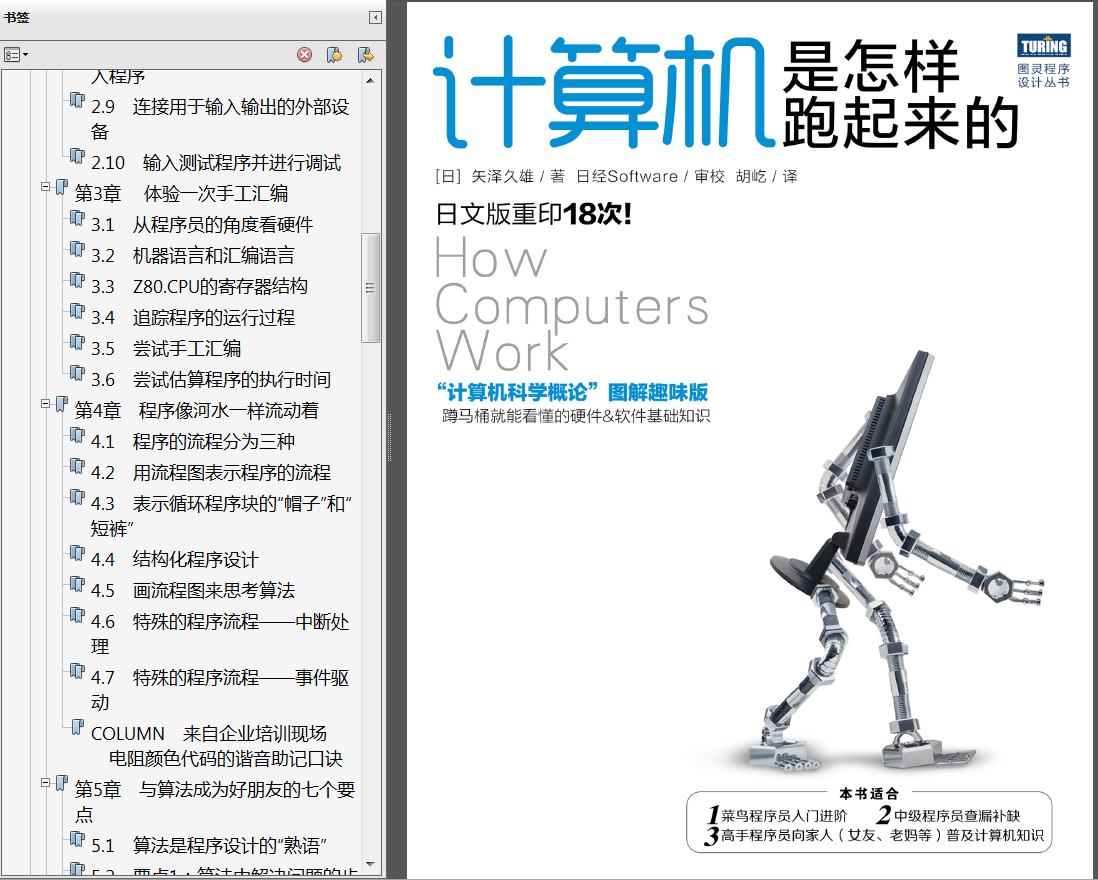 书签
入程序
2.9 连接用于输入输出的外部设
备
2.10 输入测试程序并进行调试
第3章 体验一次手工汇编
3.1 从程序员的角度看硬件
3.2 机器语言和汇编语言
3.3 Z80.CPU的寄存器结构
3.4 追踪程序的运行过程
3.5 尝试手工汇编
3.6 尝试估算程序的执行时间
第4章 程序像河水一样流动着
4.1 程序的流程分为三种
4.2 用流程图表示程序的流程
4.3 表示循环程序块的“帽子”和“
短裤”
4.4 结构化程序设计
4.5 画流程图来思考算法
4.6 特殊的程序流程——中断处
理
4.7 特殊的程序流程——事件驱
动
COLUMN 来自企业培训现场
电阻颜色代码的谐音助记口诀
第5章 与算法成为好朋友的七个要
点
5.1 算法是程序设计的“熟语”
5.2 要点1：算法中解决问题的步
计算机是怎样
跑起来的
TURING
图灵程序
设计丛书
[日] 矢泽久雄 / 著 日经Software / 审校 胡屹 / 译
日文版重印18次!
How
Computers
Work
“计算机科学概论”图解趣味版
蹲马桶就能看懂的硬件&软件基础知识
本书适合
1菜鸟程序员入门进阶 2中级程序员查漏补缺
3高手程序员向家人（女友、老妈等）普及计算机知识